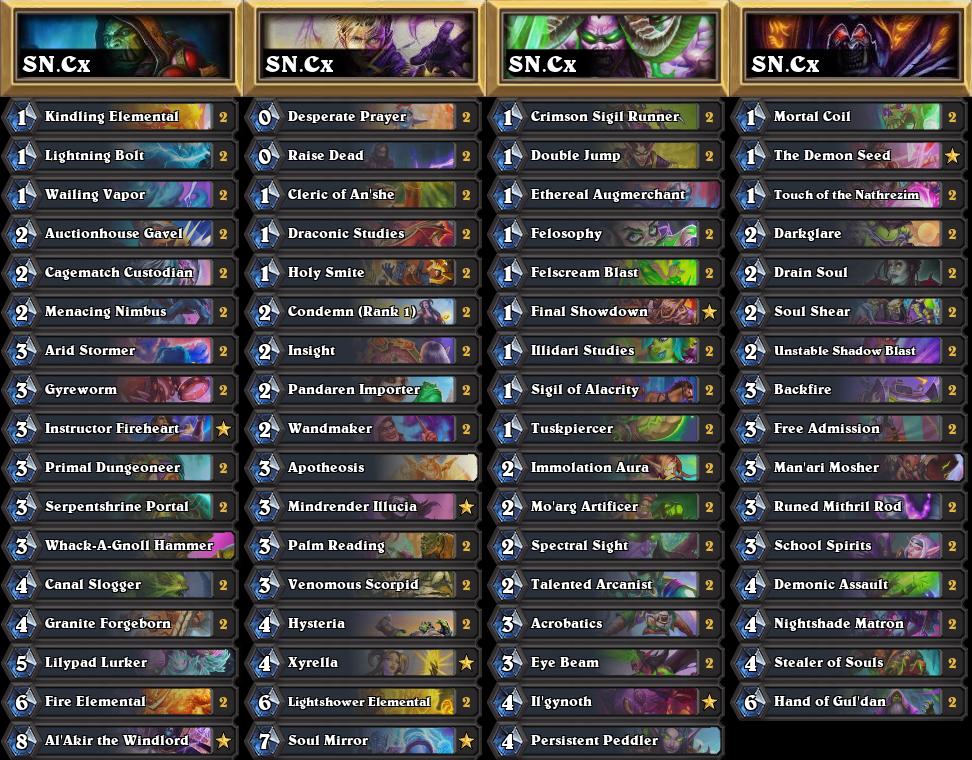 SN.Cx
1 Kindling Elemental 2
1 Lightning Bolt 2
1 Wailing Vapor 2
2 Auctionhouse Gavel 2
2 Cagematch Custodian 2
2 Menacing Nimbus 2
3 Arid Stormer 2
3 Gyreworm 2
3 Instructor Fireheart
3 Primal Dungeoneer 2
3 Serpentshrine Portal 2
3 Whack-A-Gnoll Hammer
4 Canal Slogger 2
4 Granite Forgeborn 2
5 Lilypad Lurker
6 Fire Elemental 2
8 Al'Akir the Windlord
SN.Cx
0 Desperate Prayer 2
0 Raise Dead 2
1 Cleric of An'she 2
1 Draconic Studies 2
1 Holy Smite 2
2 Condemn (Rank 1) 2
2 Insight 2
2 Pandaren Importer 2
2 Wandmaker 2
3 Apotheosis
3 Mindrender Illucia
3 Palm Reading 2
3 Venomous Scorpid 2
4 Hysteria 2
4 Xyrella
6 Lightshower Elemental 2
7 Soul Mirror
SN.Cx
1 Crimson Sigil Runner 2
1 Double Jump 2
1 Ethereal Augmerchant
1 Felosophy 2
1 Felscream Blast 2
1 Final Showdown
1 Illidari Studies 2
1 Sigil of Alacrity 2
1 Tuskpiercer 2
2 Immolation Aura 2
2 Mo'arg Artificer 2
2 Spectral Sight 2
2 Talented Arcanist 2
3 Acrobatics 2
3 Eye Beam 2
4 Il'gynoth
4 Persistent Peddler
SN.Cx
1 Mortal Coil 2
1 The Demon Seed
1 Touch of the Nathrezim 2
2 Darkglare 2
2 Drain Soul 2
2 Soul Shear 2
2 Unstable Shadow Blast 2
3 Backfire 2
3 Free Admission 2
3 Man'ari Mosher
3 Runed Mithril Rod 2
3 School Spirits 2
4 Demonic Assault 2
4 Nightshade Matron 2
4 Stealer of Souls 2
6 Hand of Gul'dan 2